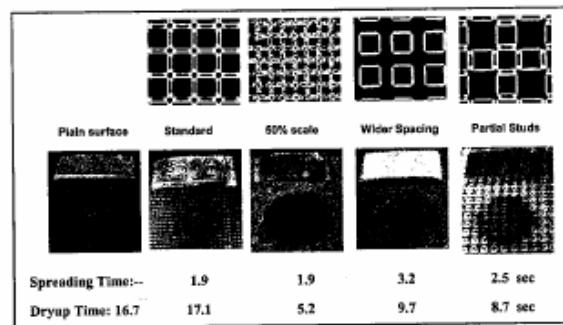 Plain surface Standard 50% scale Wider Spacing Partial Studs
Spreading Time:-- 1.9 1.9 3.2 2.5 sec
Dryup Time: 16.7 17.1 5.2 9.7 8.7 sec